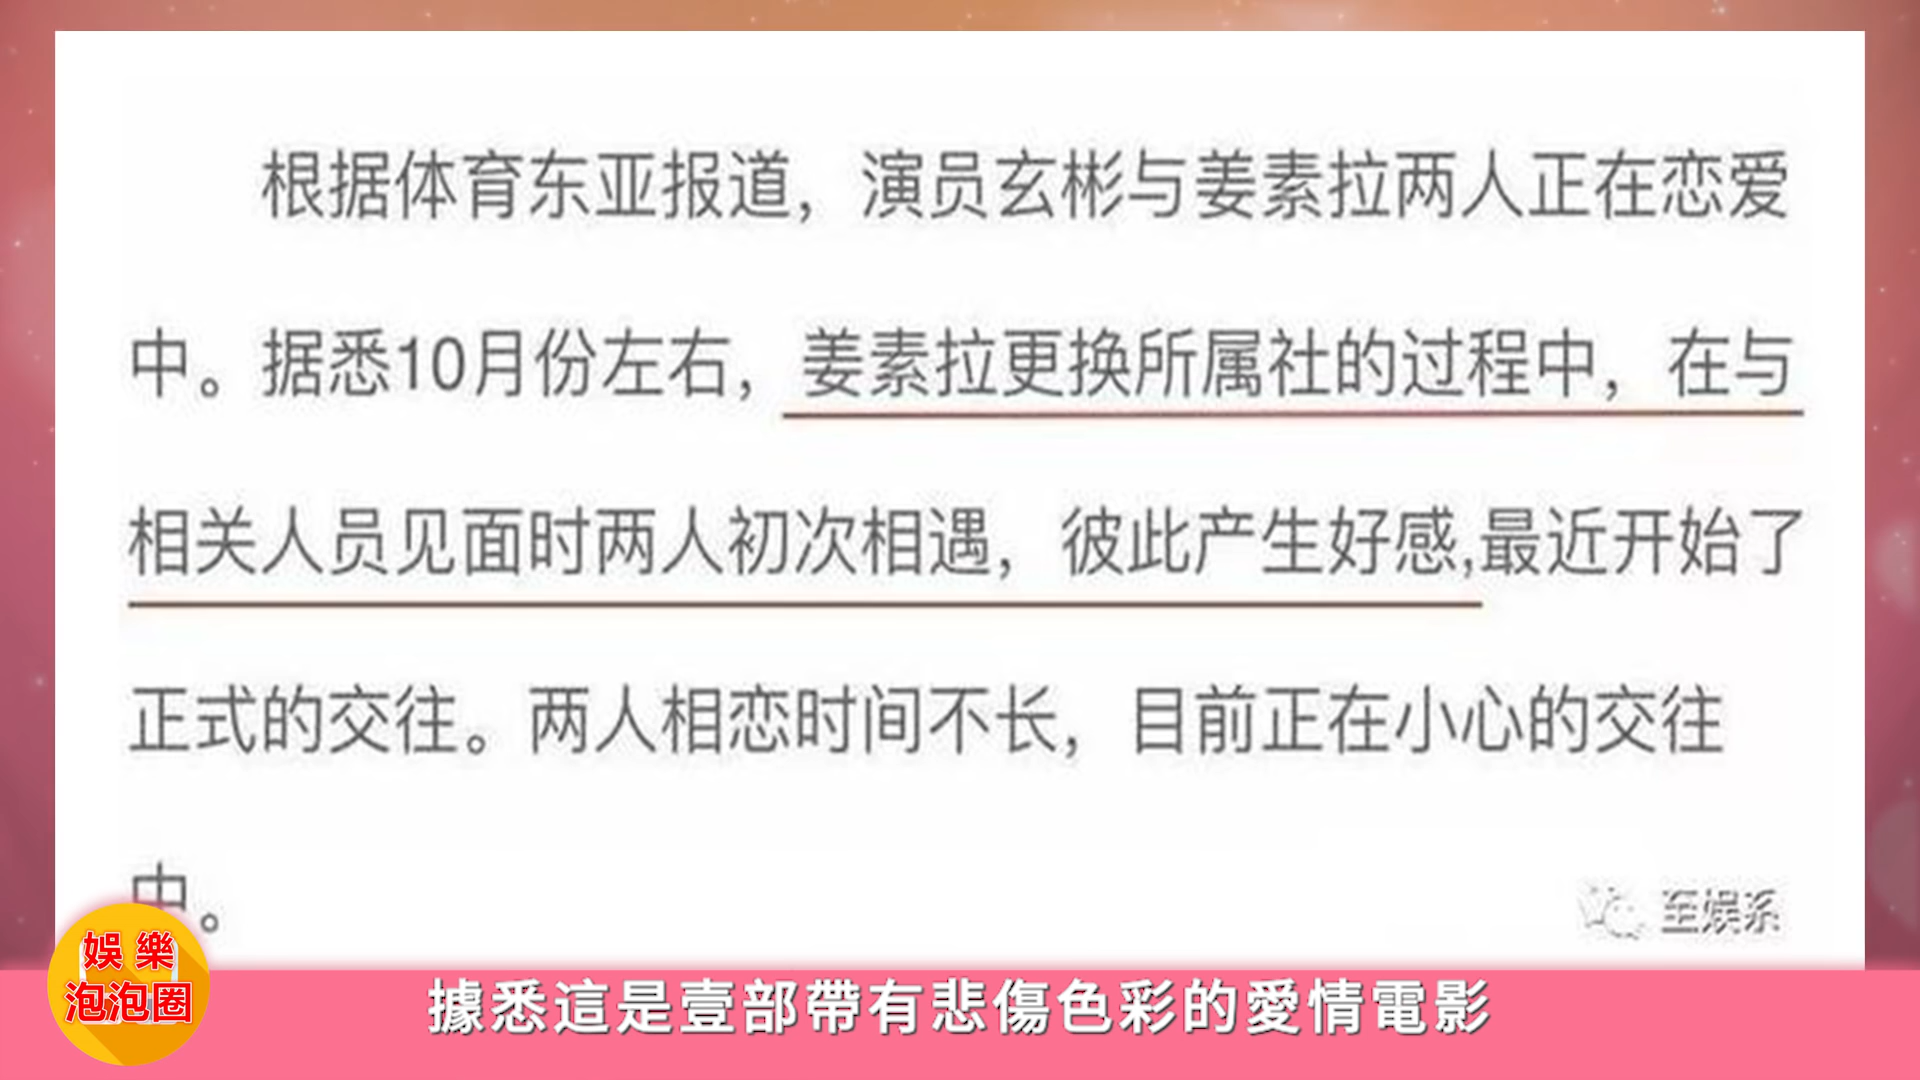 根据体育东亚报道，演员玄彬与姜素拉两人正在恋爱
中。据悉10月份左右，姜素拉更换所属社的过程中，在与
相关人员见面时两人初次相遇，彼此产生好感,最近开始了
正式的交往。两人相恋时间不长，目前正在小心的交往
中。
至娱系
娛樂
泡泡圈
據悉這是壹部帶有悲傷色彩的愛情電影